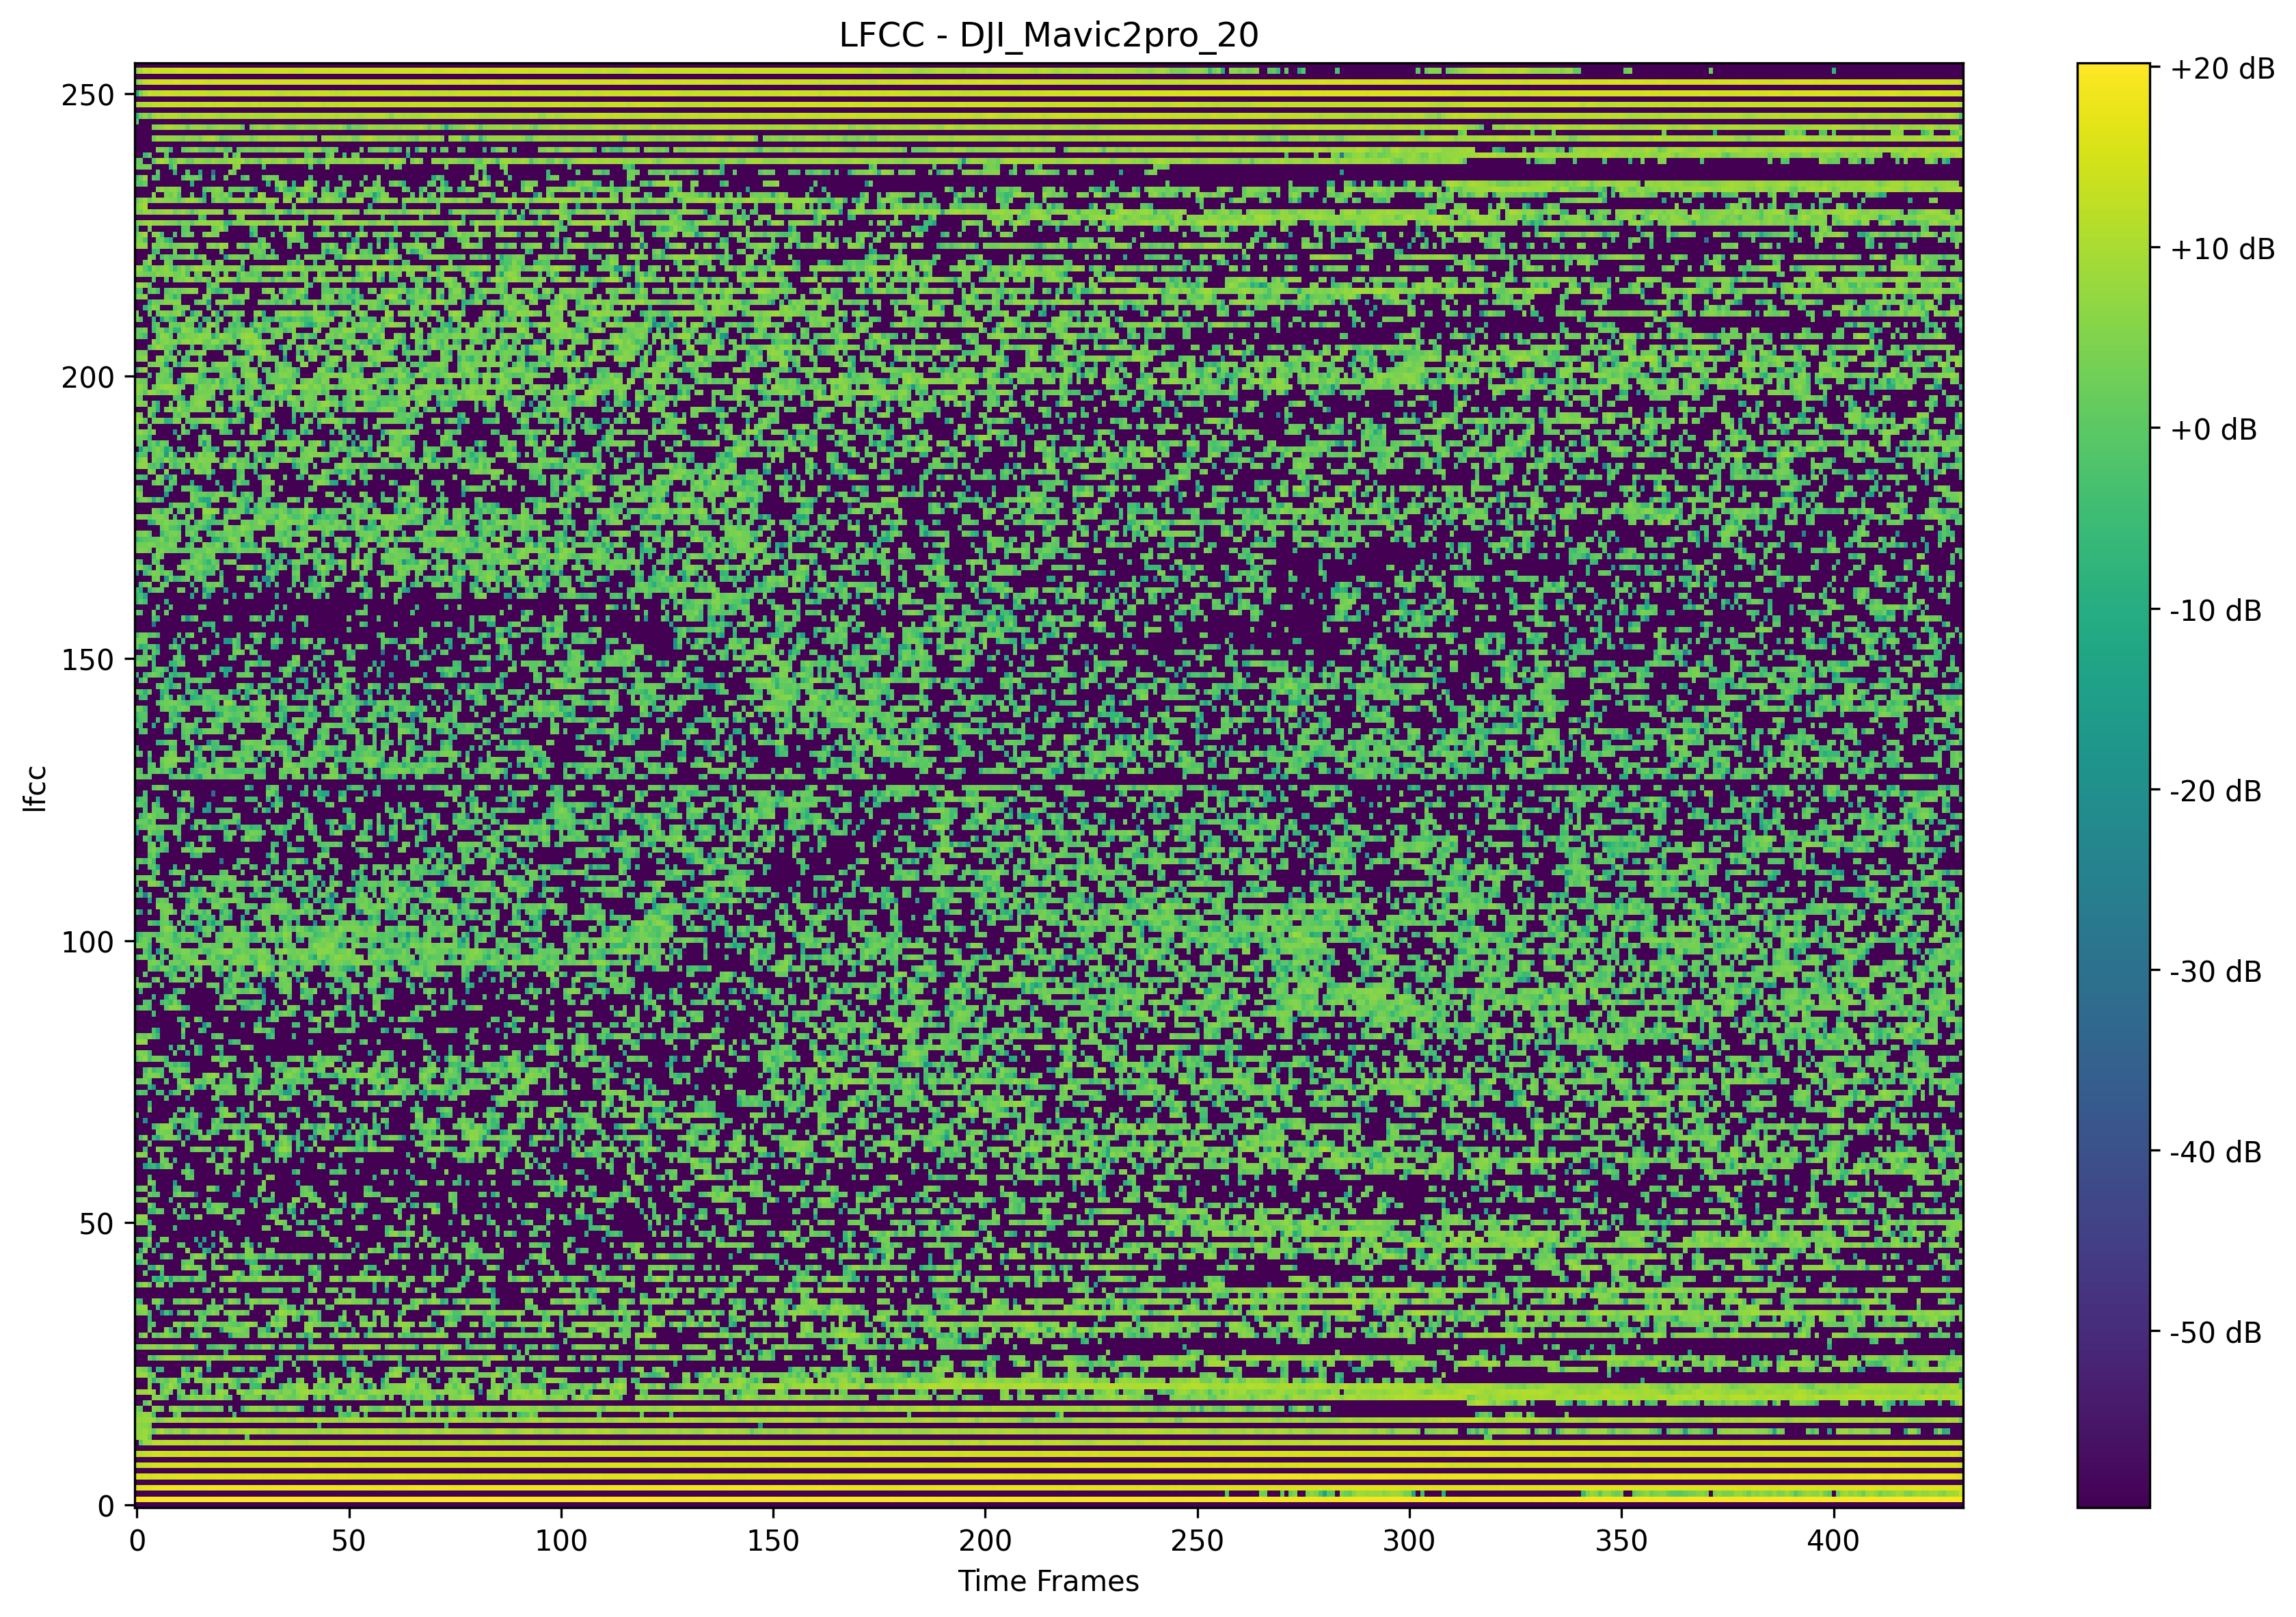 LFCC - DJI_Mavic2pro_20
250
200
150
100
50
0
lfcc
0
50
100
150
200
250
300
350
400
Time Frames
+20 dB
+10 dB
+0 dB
-10 dB
-20 dB
-30 dB
-40 dB
-50 dB